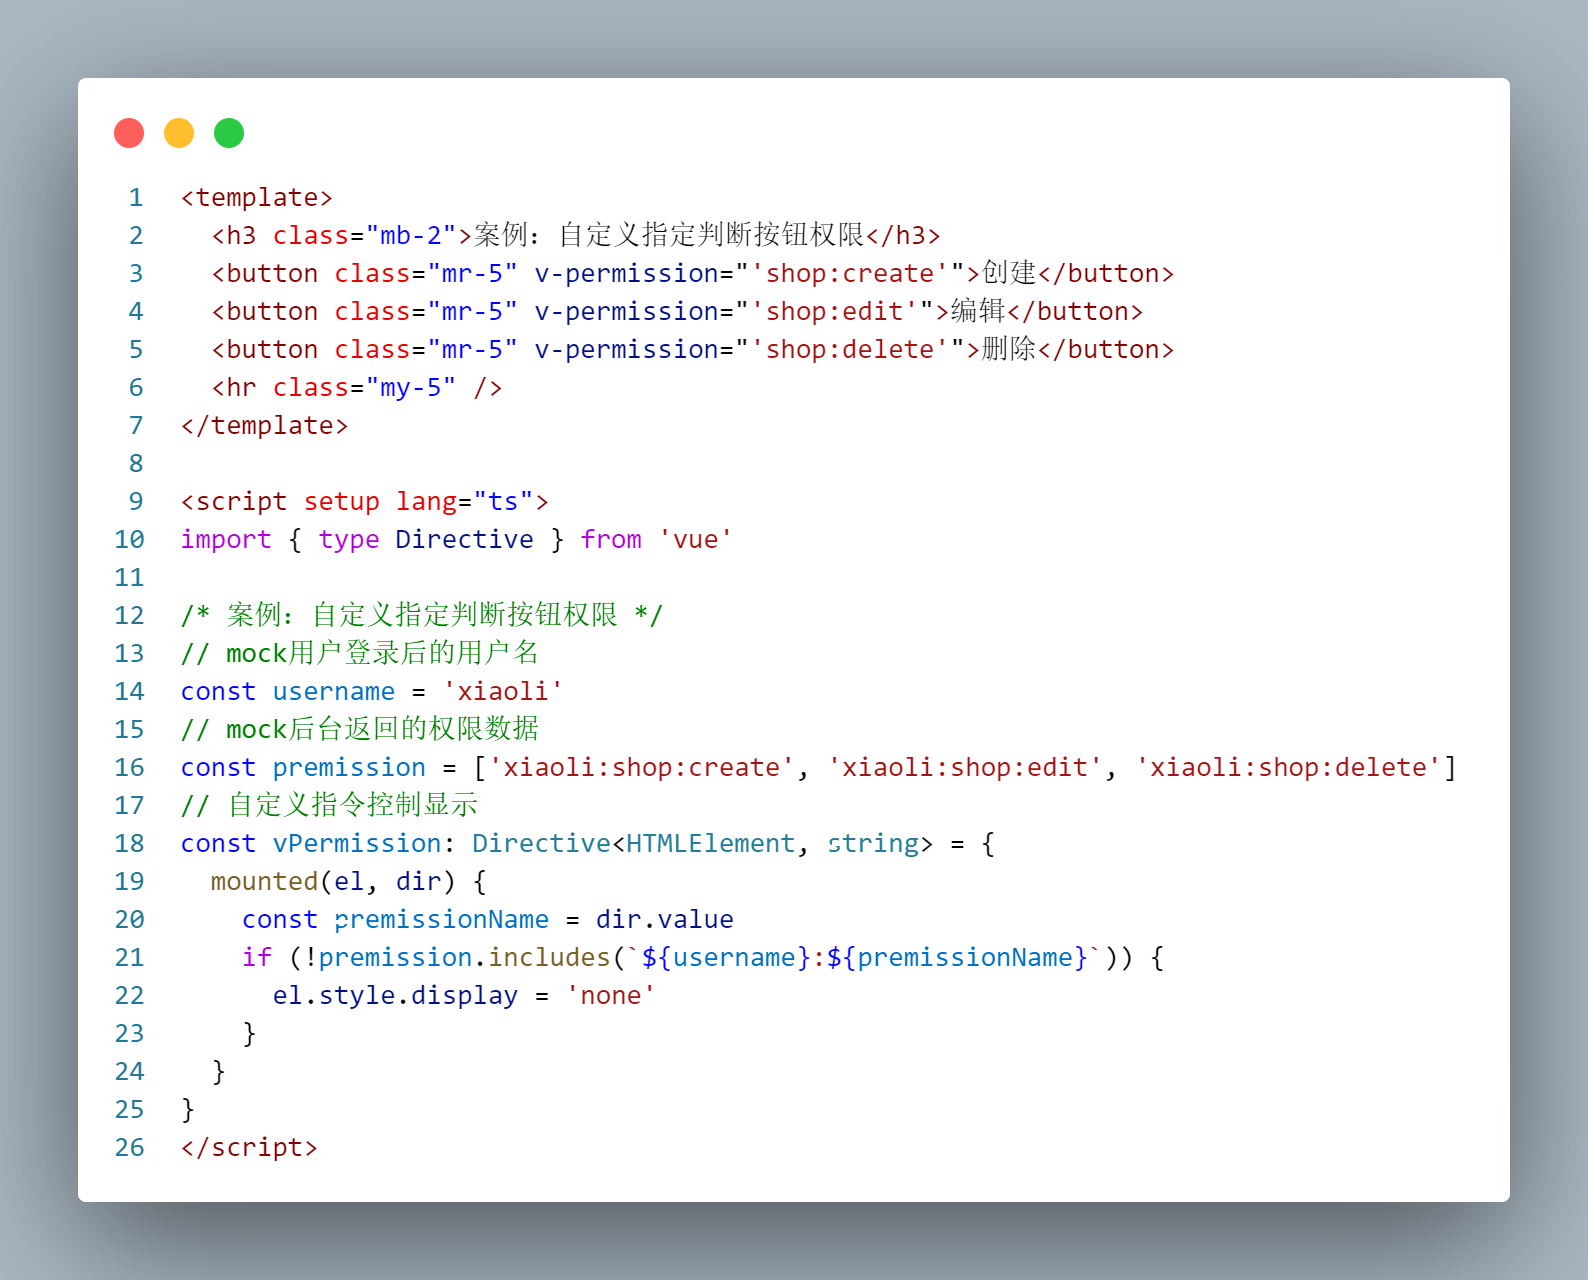 1 <template>
2   <h3 class="mb-2">案例：自定义指定判断按钮权限</h3>
3   <button class="mr-5" v-permission="'shop:create'">创建</button>
4   <button class="mr-5" v-permission="'shop:edit'">编辑</button>
5   <button class="mr-5" v-permission="'shop:delete'">删除</button>
6   <hr class="my-5" />
7 </template>
8
9 <script setup lang="ts">
10 import { type Directive } from 'vue'
11
12 /* 案例：自定义指定判断按钮权限 */
13 // mock用户登录后的用户名
14 const username = 'xiaoli'
15 // mock后台返回的权限数据
16 const premission = ['xiaoli:shop:create', 'xiaoli:shop:edit', 'xiaoli:shop:delete']
17 // 自定义指令控制显示
18 const vPermission: Directive<HTMLElement, string> = {
19   mounted(el, dir) {
20     const premissionName = dir.value
21     if (!premission.includes(`${username}:${premissionName}`)) {
22       el.style.display = 'none'
23     }
24   }
25 }
26 </script>